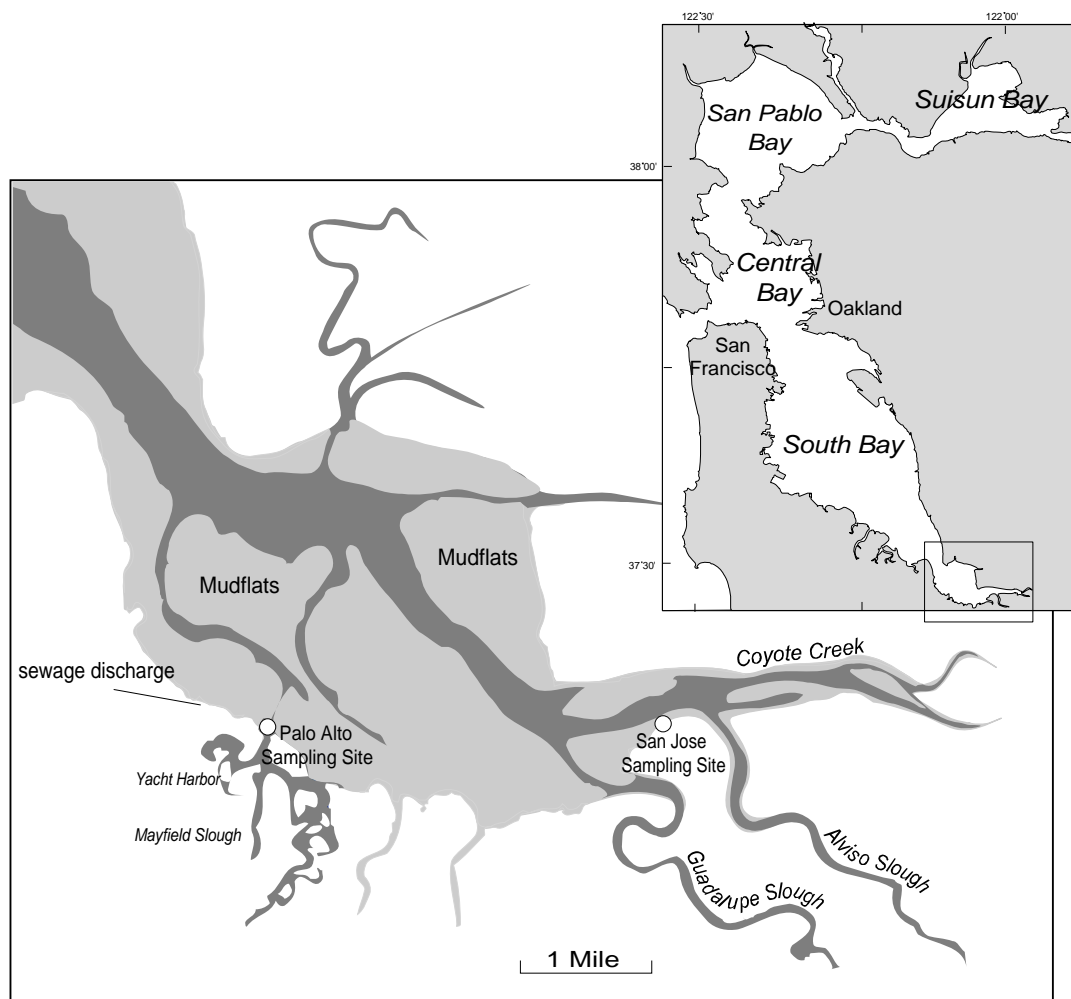 122˚30'
122˚00'
Suisun Bay
San Pablo
Bay
38˚00'
Central
Bay
Oakland
San
Francisco
South Bay
37˚30'
Mudflats
Mudflats
Coyote Creek
sewage discharge
Palo Alto
Sampling Site
San Jose
Sampling Site
Yacht Harbor
Mayfield Slough
Alviso Slough
Guadalupe Slough
1 Mile